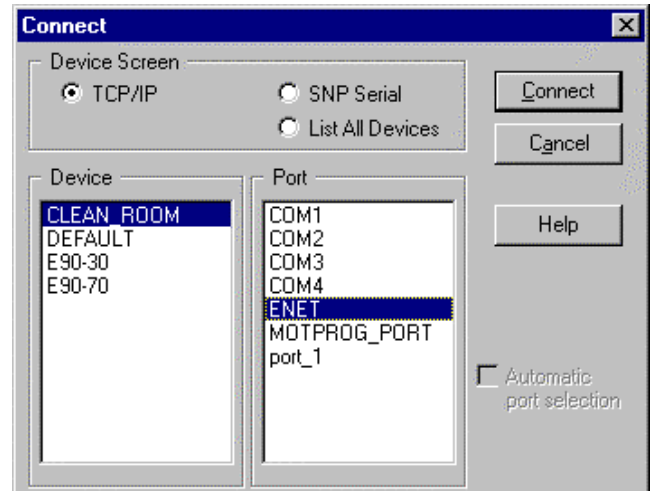 Connect
Device Screen
TCP/IP
SNP Serial
List All Devices
Connect
Cancel
Help
Device
CLEAN_ROOM
DEFAULT
E90-30
E90-70
Port
COM1
COM2
COM3
COM4
ENET
MOTPROG_PORT
port_1
Automatic
port selection